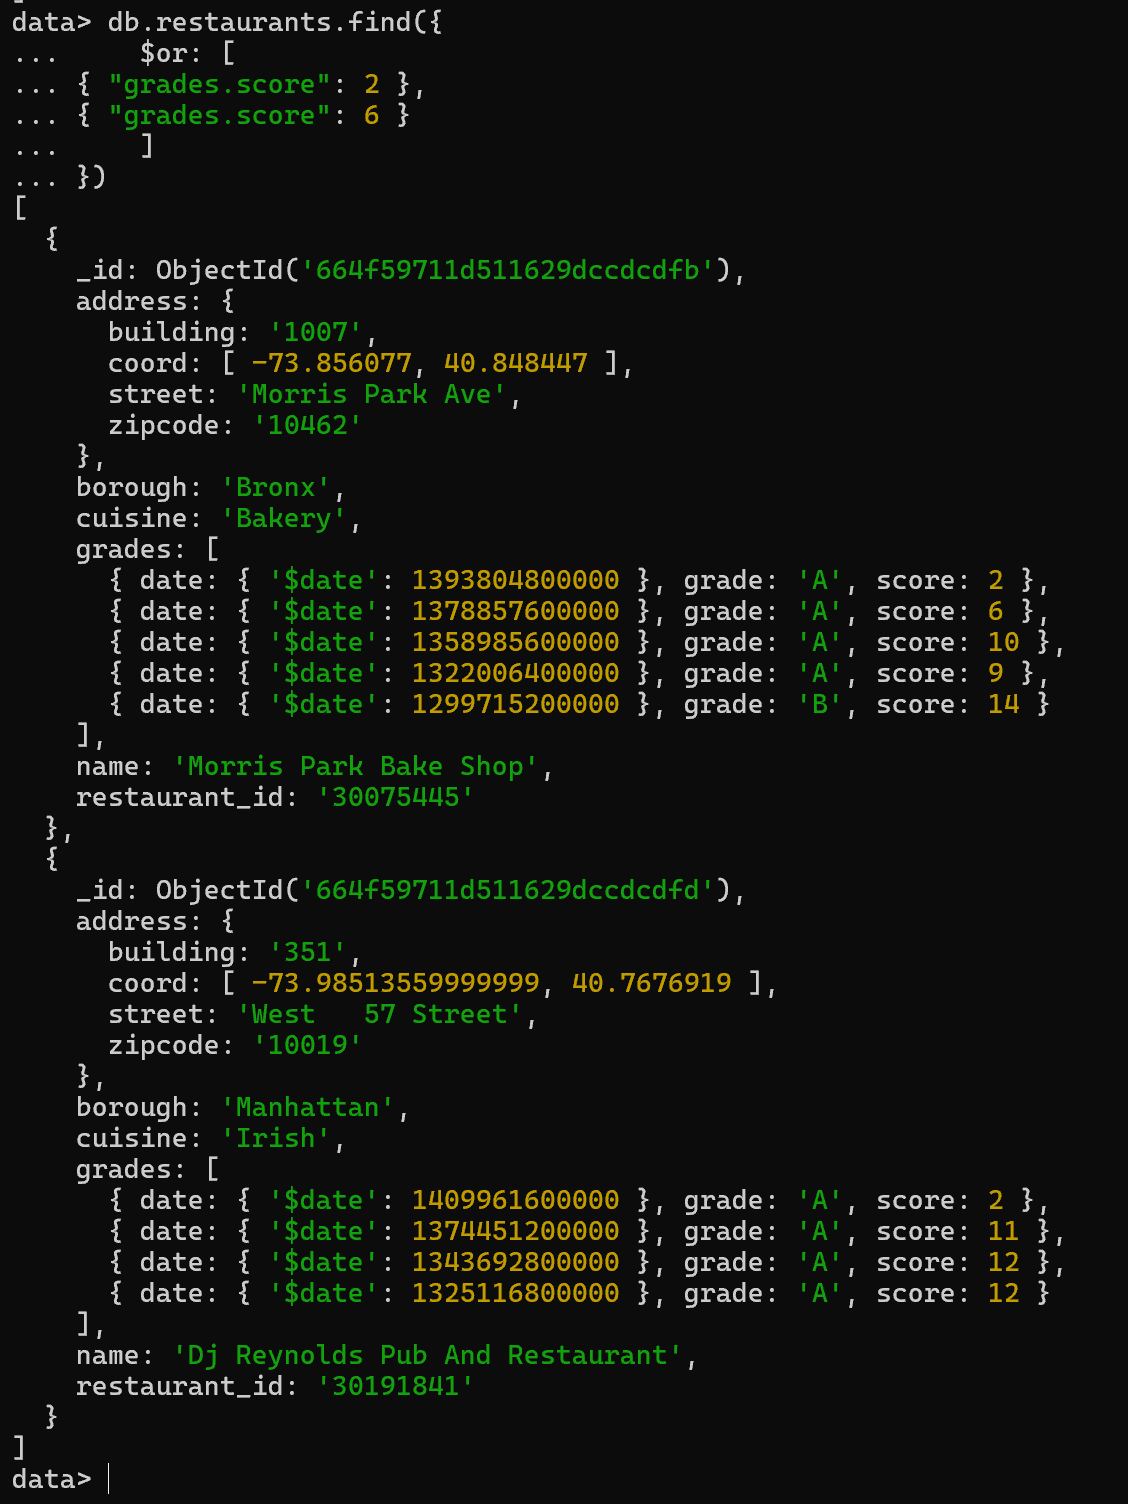 ]
data> db.restaurants.find({
...     $or: [
... { "grades.score": 2 },
... { "grades.score": 6 }
...     ]
... })
[
  {
    _id: ObjectId('664f59711d511629dccdcdfb'),
    address: {
      building: '1007',
      coord: [ -73.856077, 40.848447 ],
      street: 'Morris Park Ave',
      zipcode: '10462'
    },
    borough: 'Bronx',
    cuisine: 'Bakery',
    grades: [
      { date: { '$date': 1393804800000 }, grade: 'A', score: 2 },
      { date: { '$date': 1378857600000 }, grade: 'A', score: 6 },
      { date: { '$date': 1358985600000 }, grade: 'A', score: 10 },
      { date: { '$date': 1322006400000 }, grade: 'A', score: 9 },
      { date: { '$date': 1299715200000 }, grade: 'B', score: 14 }
    ],
    name: 'Morris Park Bake Shop',
    restaurant_id: '30075445'
  },
  {
    _id: ObjectId('664f59711d511629dccdcdfd'),
    address: {
      building: '351',
      coord: [ -73.98513559999999, 40.7676919 ],
      street: 'West   57 Street',
      zipcode: '10019'
    },
    borough: 'Manhattan',
    cuisine: 'Irish',
    grades: [
      { date: { '$date': 1409961600000 }, grade: 'A', score: 2 },
      { date: { '$date': 1374451200000 }, grade: 'A', score: 11 },
      { date: { '$date': 1343692800000 }, grade: 'A', score: 12 },
      { date: { '$date': 1325116800000 }, grade: 'A', score: 12 }
    ],
    name: 'Dj Reynolds Pub And Restaurant',
    restaurant_id: '30191841'
  }
]
data>